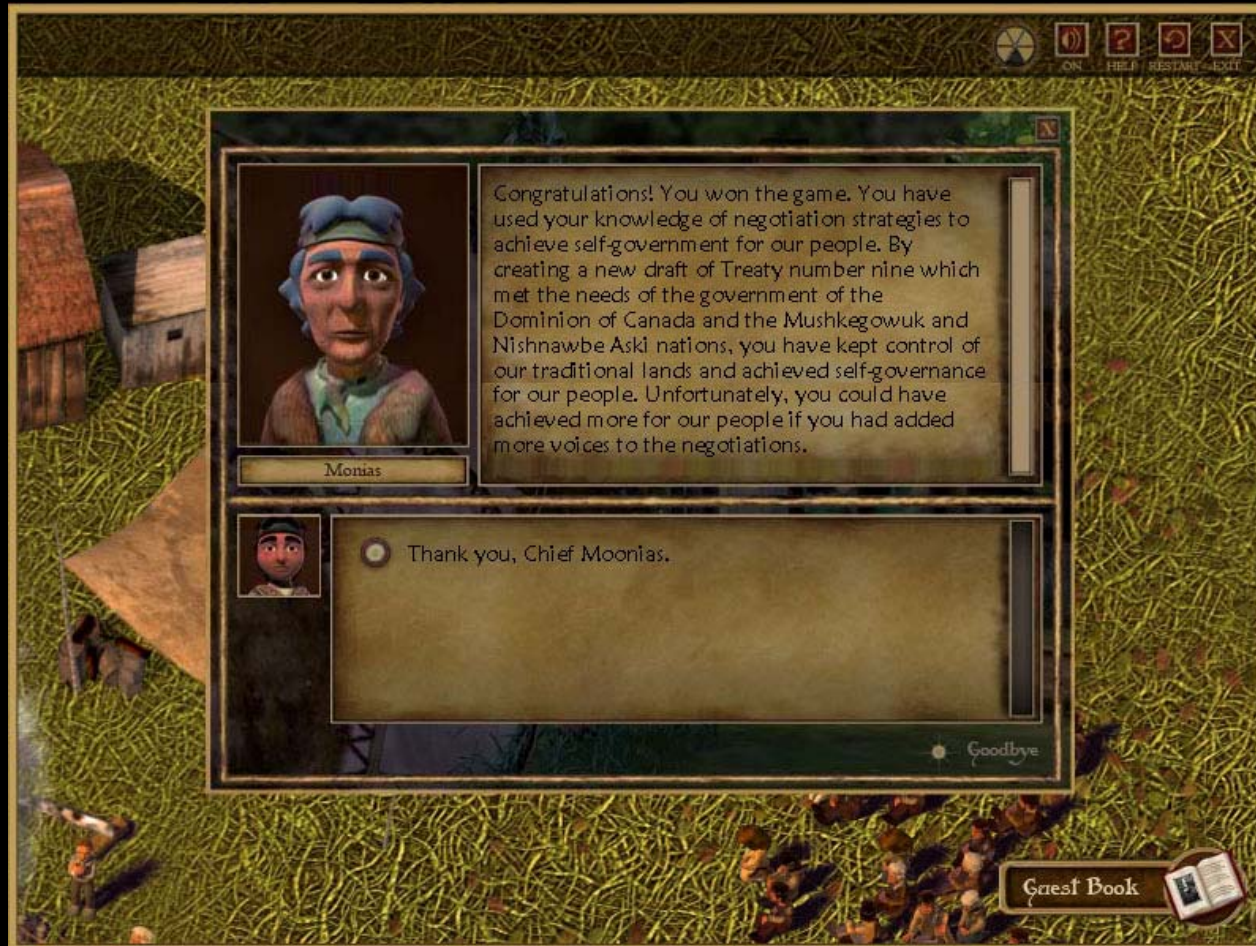 ON HELP RESTART EXIT
X
Congratulations! You won the game. You have
used your knowledge of negotiation strategies to
achieve self-government for our people. By
creating a new draft of Treaty number nine which
met the needs of the government of the
Dominion of Canada and the Mushkegowuk and
Nishnawbe Aski nations, you have kept control of
our traditional lands and achieved self-governance
for our people. Unfortunately, you could have
achieved more for our people if you had added
more voices to the negotiations.
Monias
Thank you, Chief Moonias.
Goodbye
Guest Book